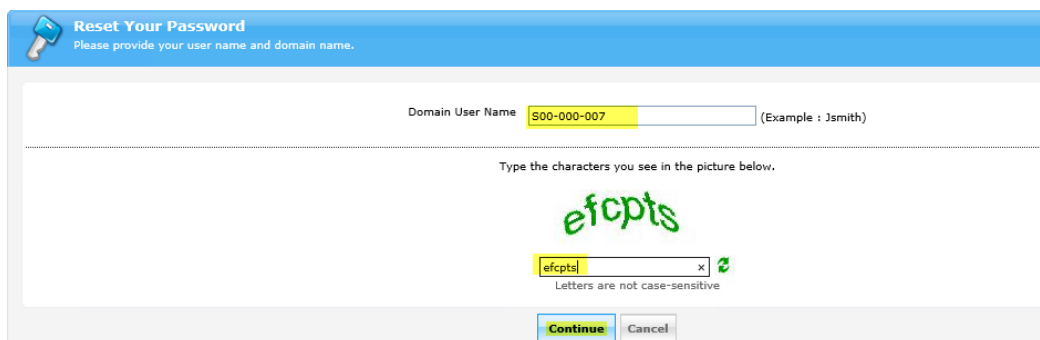 Reset Your Password
Please provide your user name and domain name.
Domain User Name S00-000-007 (Example : Jsmith)
Type the characters you see in the picture below.
efcpts
efcpts ×
Letters are not case-sensitive
Continue Cancel